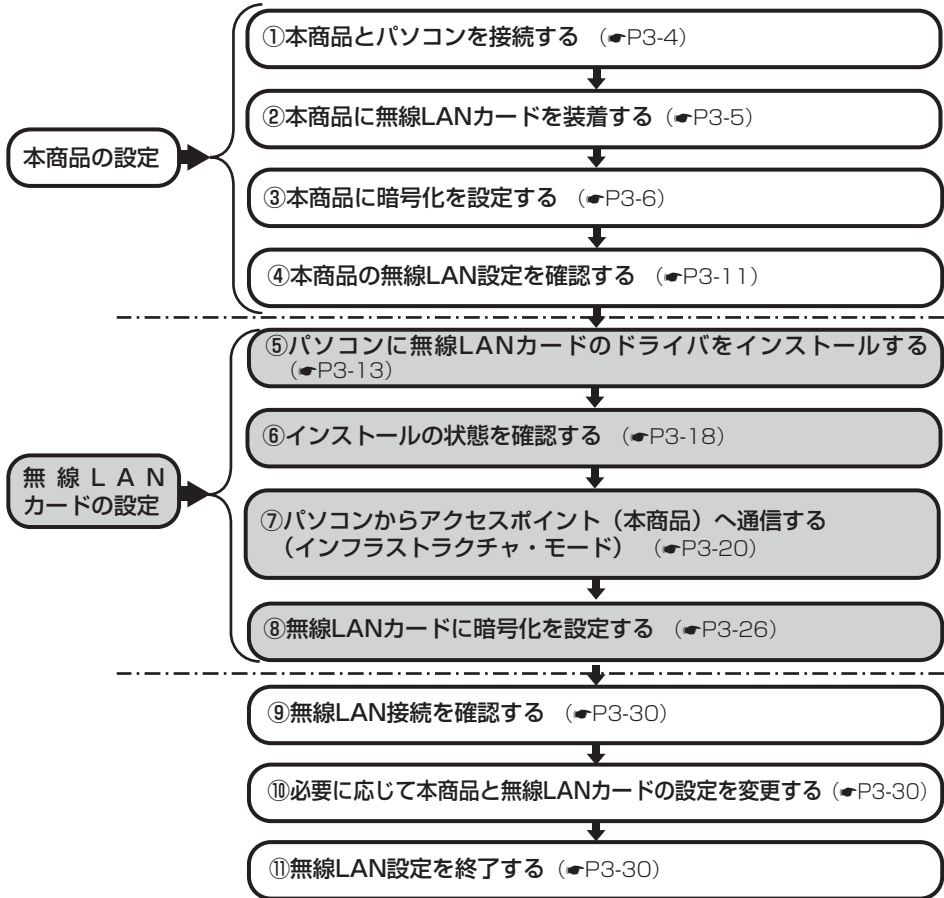 ①本商品とパソコンを接続する (☛P3-4)
②本商品に無線LANカードを装着する(☛P3-5)
本商品の設定
③本商品に暗号化を設定する (☛P3-6)
④本商品の無線LAN設定を確認する (☛P3-11)
⑤パソコンに無線LANカードのドライバをインストールする
(☛P3-13)
⑥インストールの状態を確認する (☛P3-18)
無線LAN
カードの設定
⑦パソコンからアクセスポイント(本商品)へ通信する
(インフラストラクチャ・モード) (☛P3-20)
⑧無線LANカードに暗号化を設定する (☛P3-26)
⑨無線LAN接続を確認する (☛P3-30)
⑩必要に応じて本商品と無線LANカードの設定を変更する(☛P3-30)
⑪無線LAN設定を終了する(☛P3-30)